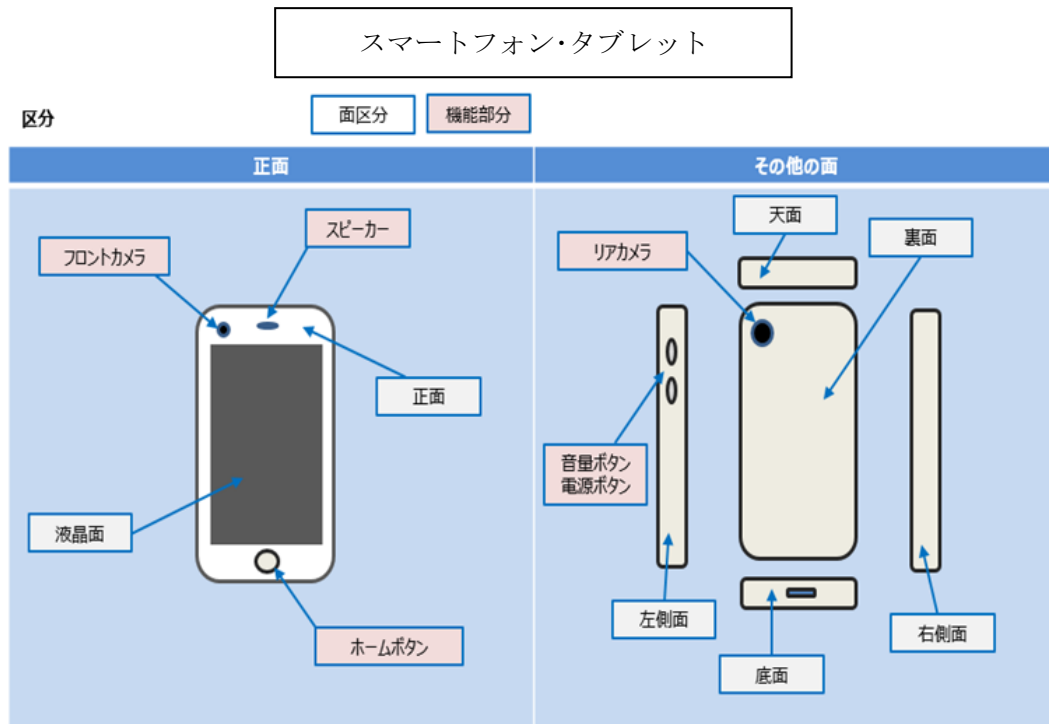 スマートフォン・タブレット
区分
面区分
機能部分
正面
フロントカメラ
スピーカー
正面
液晶面
ホームボタン
その他の面
天面
リアカメラ
裏面
音量ボタン
電源ボタン
左側面
底面
右側面